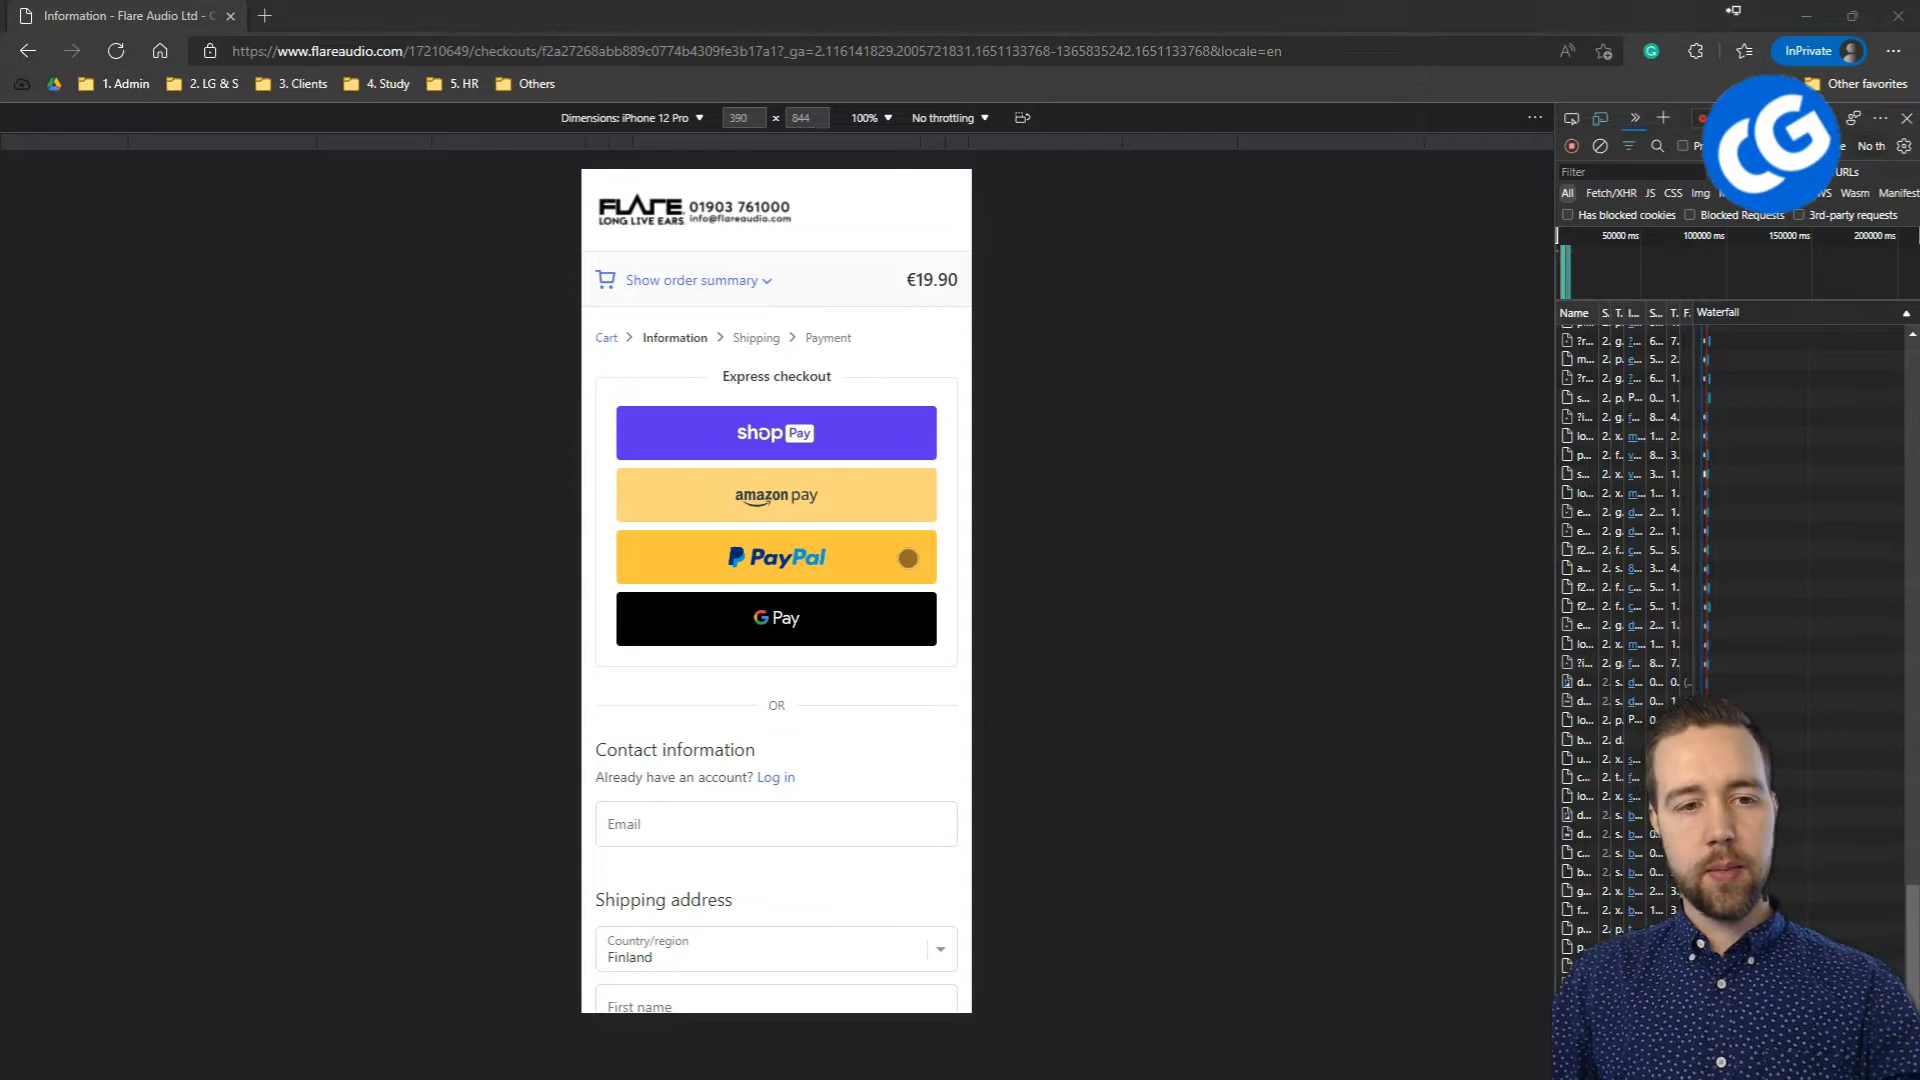 Information - Flare Audio Ltd - C
https://www.flareaudio.com/17210649/checkouts/f2a27268abb889c0774b4309fe3b17a1?_ga=2.116141829.2005721831.1651133768-1365835242.1651133768&locale=en
InPrivate
1. Admin
2. LG & S
3. Clients
4. Study
5. HR
Others
Other favorites
Dimensions: iPhone 12 Pro
390 x 844
100%
No throttling
No th
Filter
URLs
All Fetch/XHR JS CSS Img WS Wasm Manifest
Has blocked cookies Blocked Requests 3rd-party requests
50000 ms 100000 ms 150000 ms 200000 ms
Name S. T. I... S... T. F. Waterfall
CG
FLARE 01903 761000
LONG LIVE EARS. info@flareaudio.com
Show order summary €19.90
Cart > Information > Shipping > Payment
Express checkout
shop Pay
amazon pay
PayPal
G Pay
OR
Contact information
Already have an account? Log in
Email
Shipping address
Country/region
Finland
First name